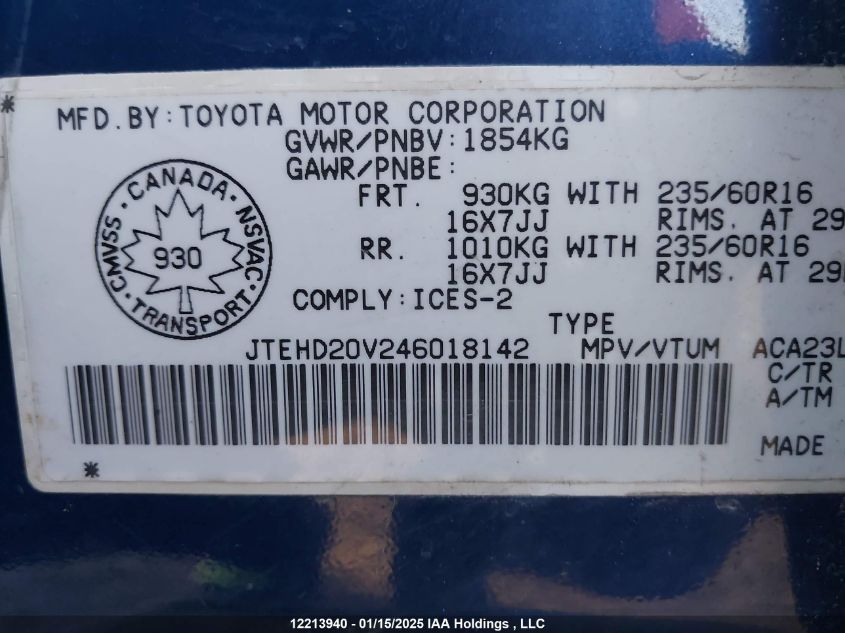 *
MFD.BY:TOYOTA MOTOR CORPORATION
GVWR/PNBV:1854KG
GAWR/PNBE:
FRT. 930KG WITH 235/60R16
16X7JJ RIMS. AT 29
RR. 1010KG WITH 235/60R16
16X7JJ RIMS. AT 29
COMPLY:ICES-2
CANADA · NSVAC · TRANSPORT · CMVSS ·
930
TYPE
JTEHD20V246018142 MPV/VTUM ACA23L
C/TR
A/TM
MADE
*
12213940 - 01/15/2025 IAA Holdings , LLC